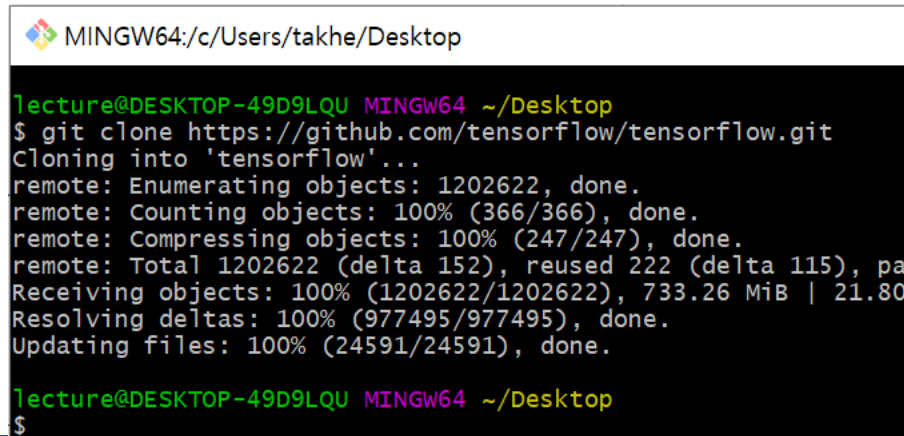 MINGW64:/c/Users/takhe/Desktop
lecture@DESKTOP-49D9LQU MINGW64 ~/Desktop
$ git clone https://github.com/tensorflow/tensorflow.git
Cloning into 'tensorflow'...
remote: Enumerating objects: 1202622, done.
remote: Counting objects: 100% (366/366), done.
remote: Compressing objects: 100% (247/247), done.
remote: Total 1202622 (delta 152), reused 222 (delta 115), pa
Receiving objects: 100% (1202622/1202622), 733.26 MiB | 21.80
Resolving deltas: 100% (977495/977495), done.
Updating files: 100% (24591/24591), done.
lecture@DESKTOP-49D9LQU MINGW64 ~/Desktop
$